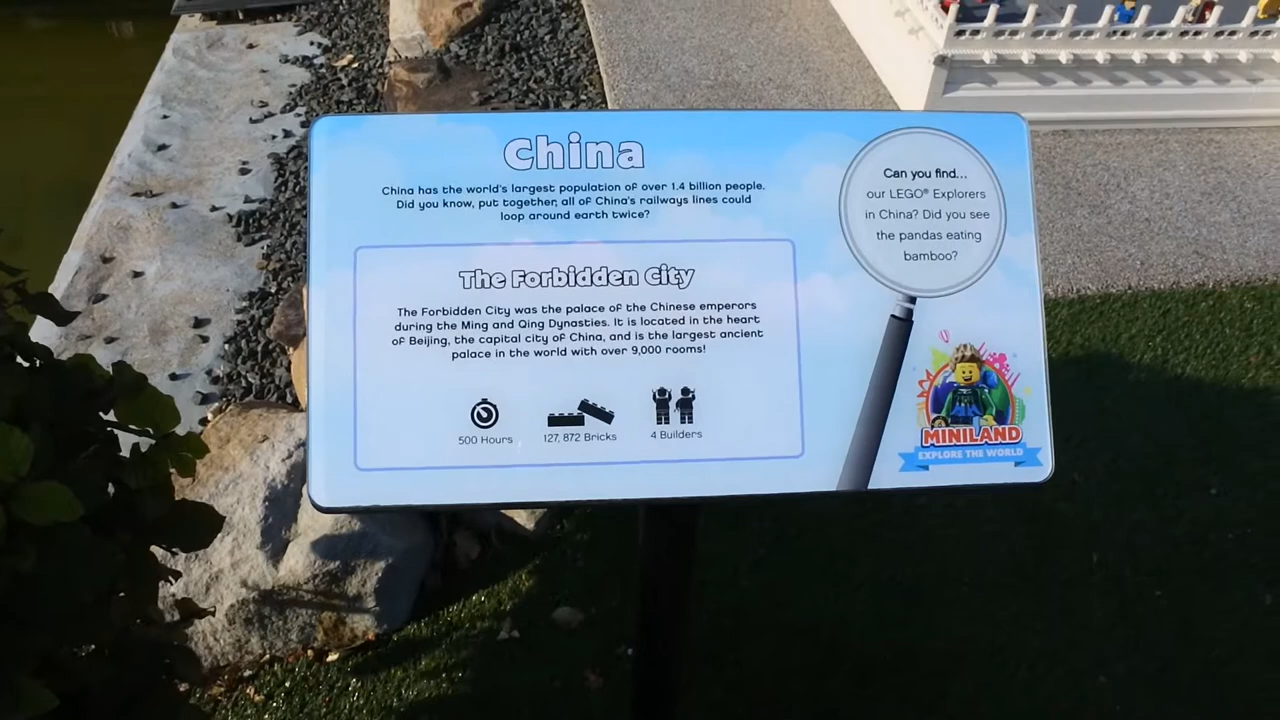 China
China has the world's largest population of over 1.4 billion people.
Did you know, put together, all of China's railways lines could
loop around earth twice?
The Forbidden City
The Forbidden City was the palace of the Chinese emperors
during the Ming and Qing Dynasties. It is located in the heart
of Beijing, the capital city of China, and is the largest ancient
palace in the world with over 9,000 rooms!
500 Hours
127, 872 Bricks
4 Builders
Can you find...
our LEGO® Explorers
in China? Did you see
the pandas eating
bamboo?
MINILAND
EXPLORE THE WORLD